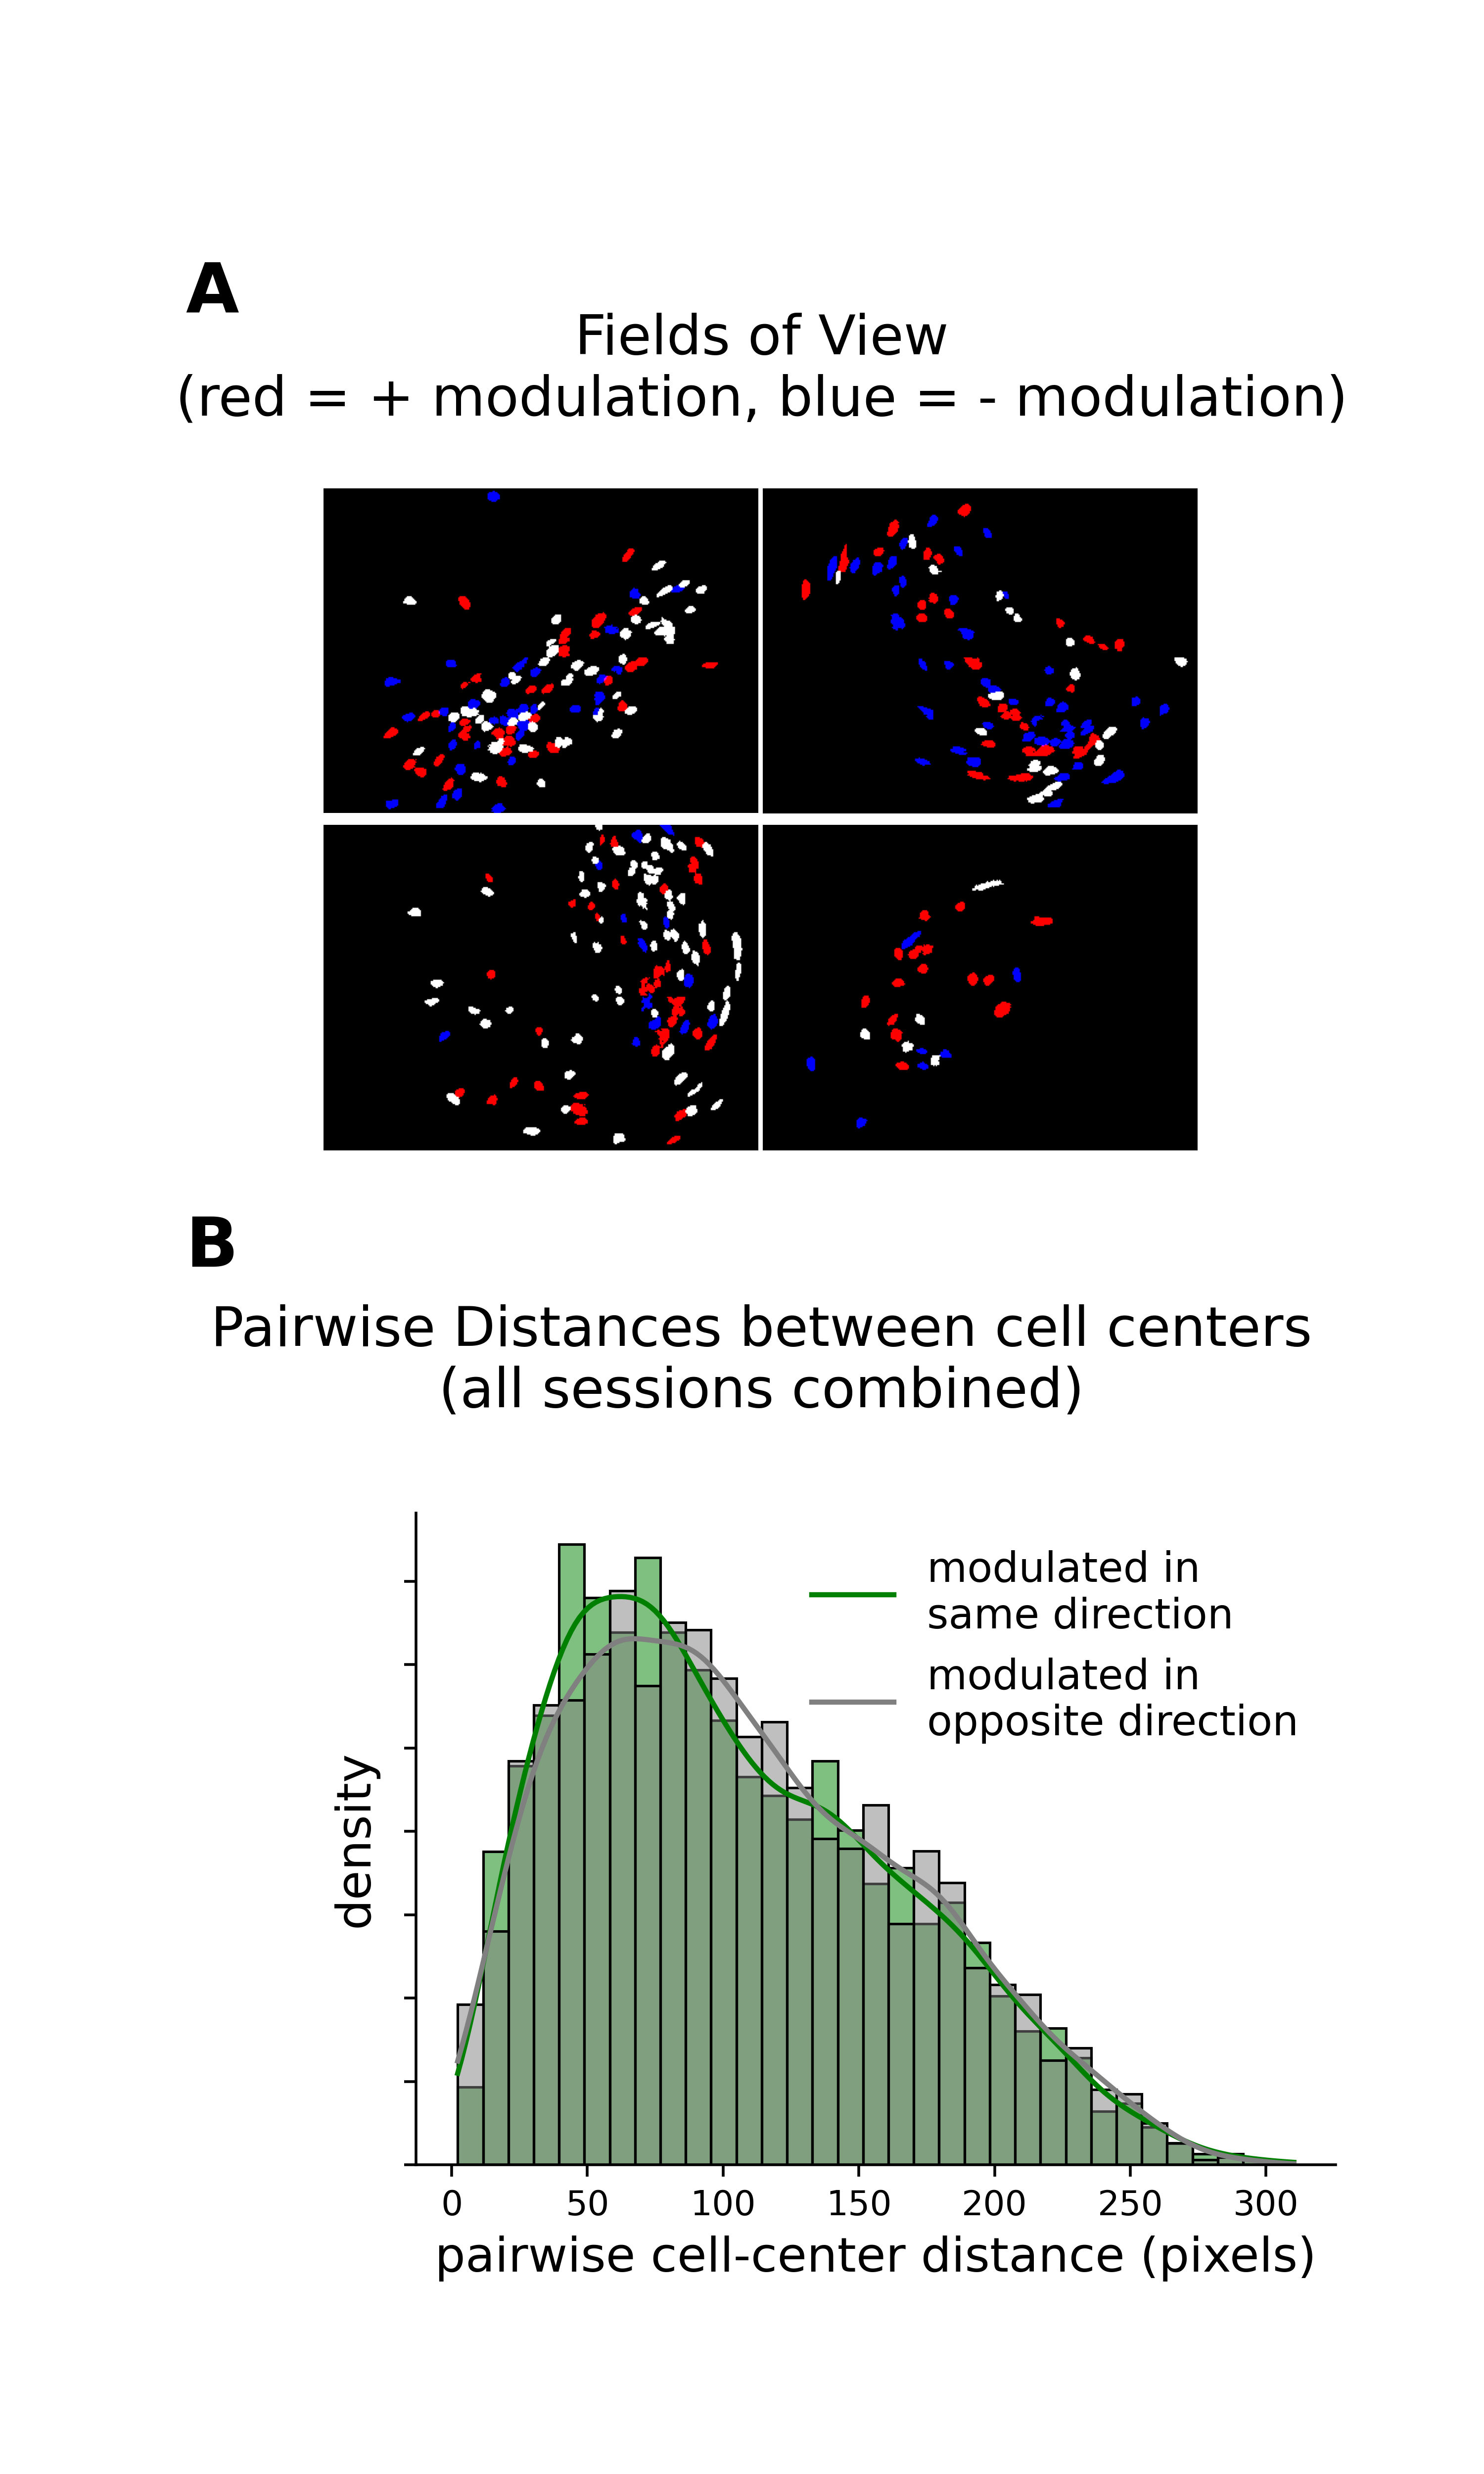 A
Fields of View
(red = + modulation, blue = - modulation)
B
Pairwise Distances between cell centers
(all sessions combined)
modulated in
same direction
modulated in
opposite direction
density
0 50 100 150 200 250 300
pairwise cell-center distance (pixels)